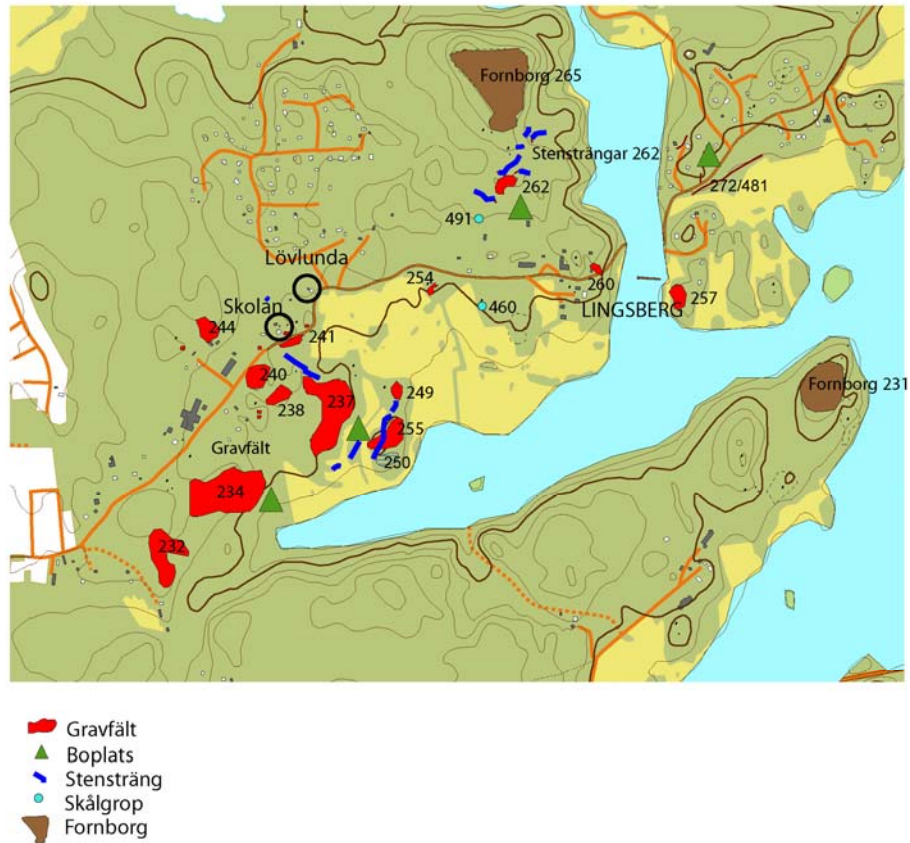 Fornborg 265
Stensträngar 262
262
272/481
491
Lövlunda
254
260
Skolan
460
LINGSBERG
257
244
241
240
249
Fornborg 231
238
237
255
Gravfält
250
234
232
Gravfält
Boplats
Stensträng
Skålgrop
Fornborg